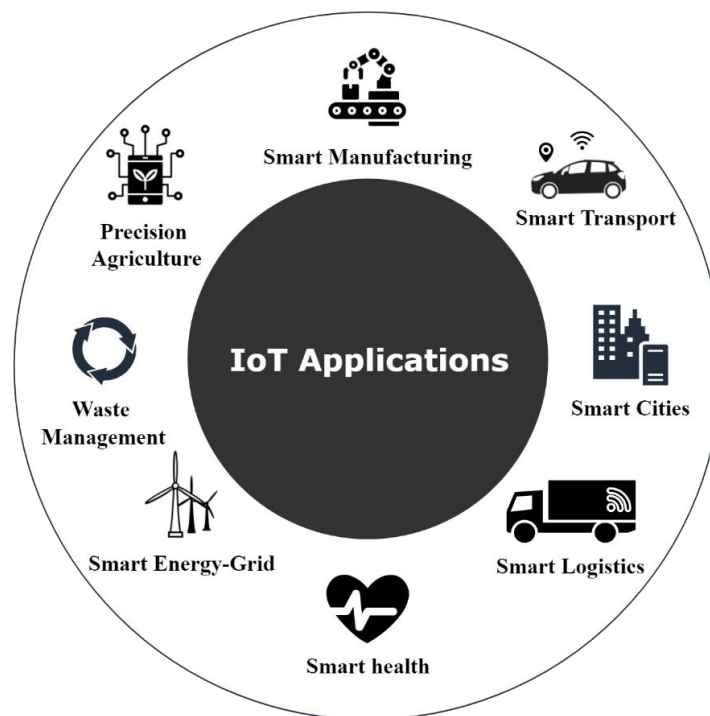 Smart Manufacturing
Smart Transport
Precision
Agriculture
IoT Applications
Smart Cities
Waste
Management
Smart Energy-Grid
Smart Logistics
Smart health